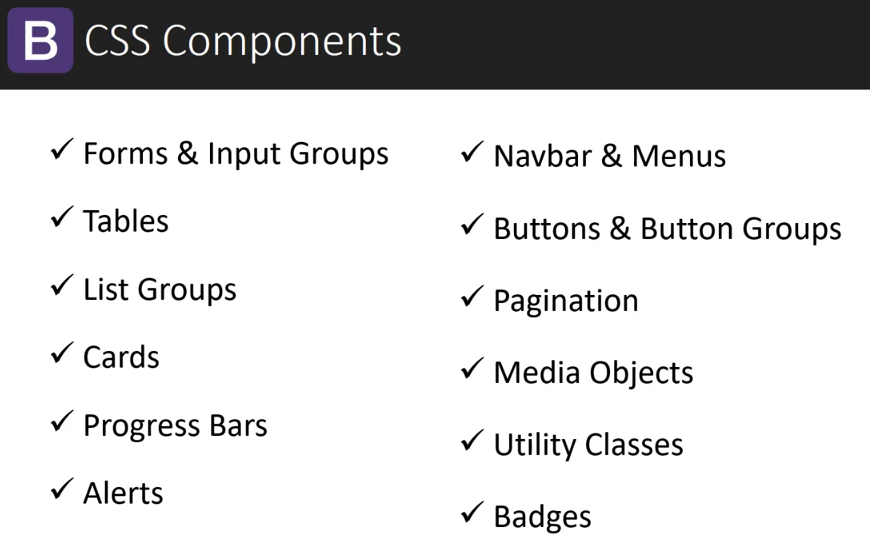 B CSS Components
✓ Forms & Input Groups
✓ Tables
✓ List Groups
✓ Cards
✓ Progress Bars
✓ Alerts
✓ Navbar & Menus
✓ Buttons & Button Groups
✓ Pagination
✓ Media Objects
✓ Utility Classes
✓ Badges